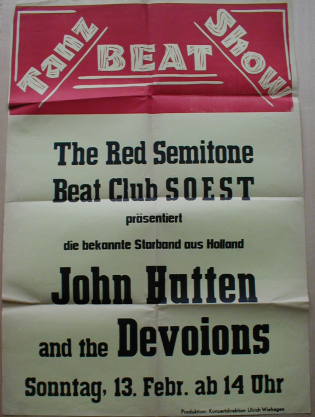 Tanz BEAT Show
The Red Semitone
Beat Club SOEST
präsentiert
die bekannte Starband aus Holland
John Hutten
and the Devoions
Sonntag, 13. Febr. ab 14 Uhr
Produktion: Konzertdirektion Ulrich Wiehagen